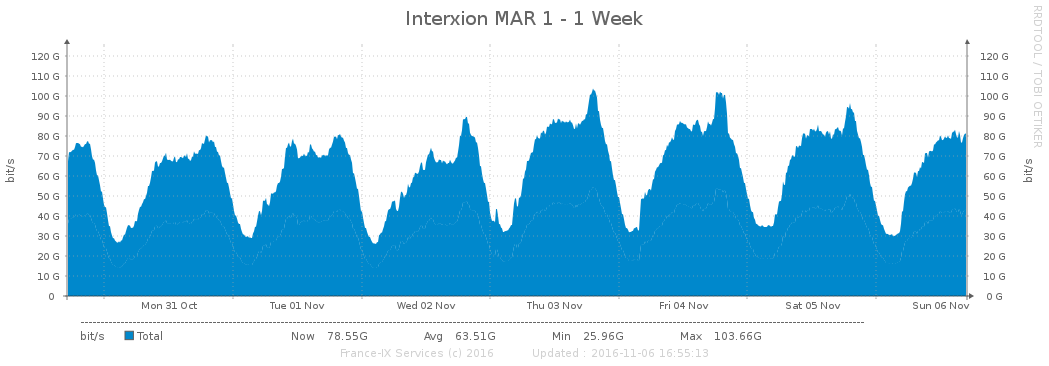 Interxion MAR 1 - 1 Week
RRDTOOL / TOBI OETIKER
bit/s
120 G 120 G
110 G 110 G
100 G 100 G
90 G 90 G
80 G 80 G
70 G 70 G
60 G 60 G
50 G 50 G
40 G 40 G
30 G 30 G
20 G 20 G
10 G 10 G
0 0 G
bit/s
Mon 31 Oct Tue 01 Nov Wed 02 Nov Thu 03 Nov Fri 04 Nov Sat 05 Nov Sun 06 Nov
bit/s Total Now 78.55G Avg 63.51G Min 25.96G Max 103.66G
France-IX Services (c) 2016 Updated : 2016-11-06 16:55:13